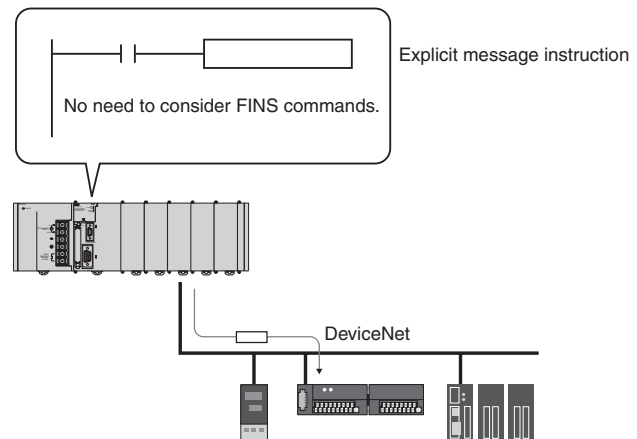 Explicit message instruction
No need to consider FINS commands.
DeviceNet